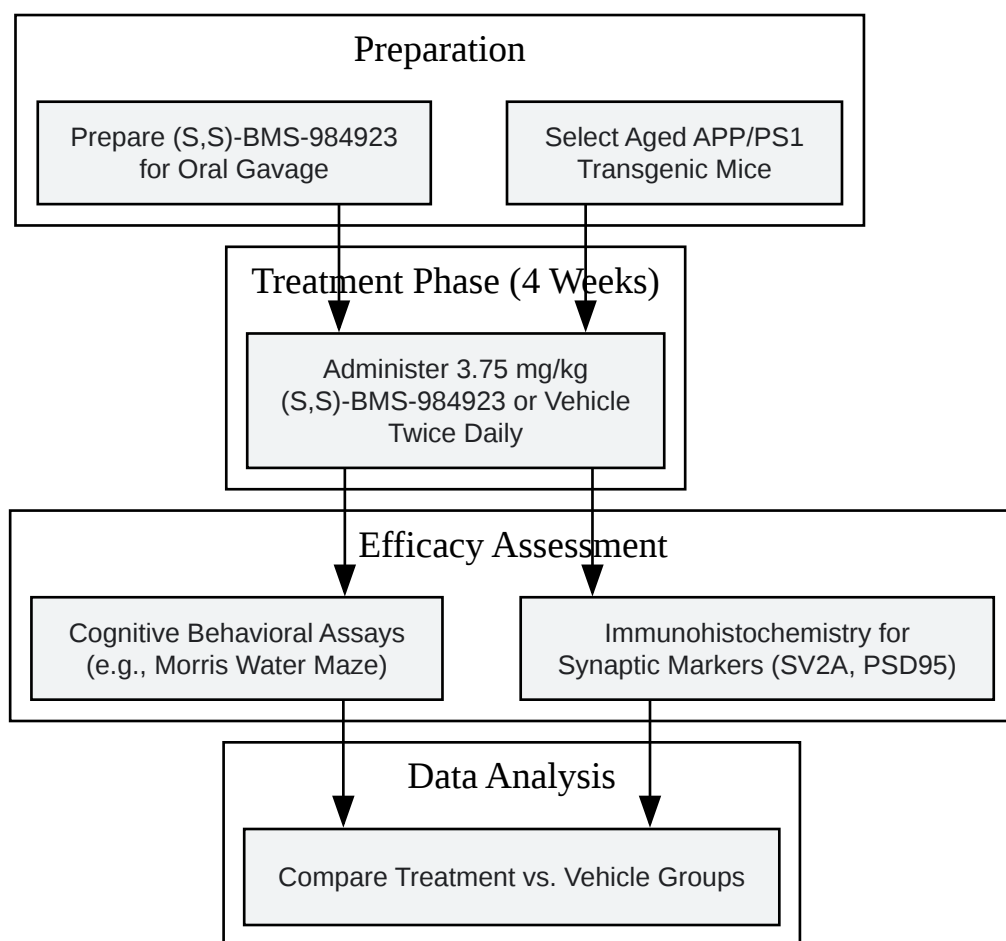 Preparation
Prepare (S,S)-BMS-984923
for Oral Gavage
Select Aged APP/PS1
Transgenic Mice
Treatment Phase (4 Weeks)
Administer 3.75 mg/kg
(S,S)-BMS-984923 or Vehicle
Twice Daily
Efficacy Assessment
Cognitive Behavioral Assays
(e.g., Morris Water Maze)
Immunohistochemistry for
Synaptic Markers (SV2A, PSD95)
Data Analysis
Compare Treatment vs. Vehicle Groups